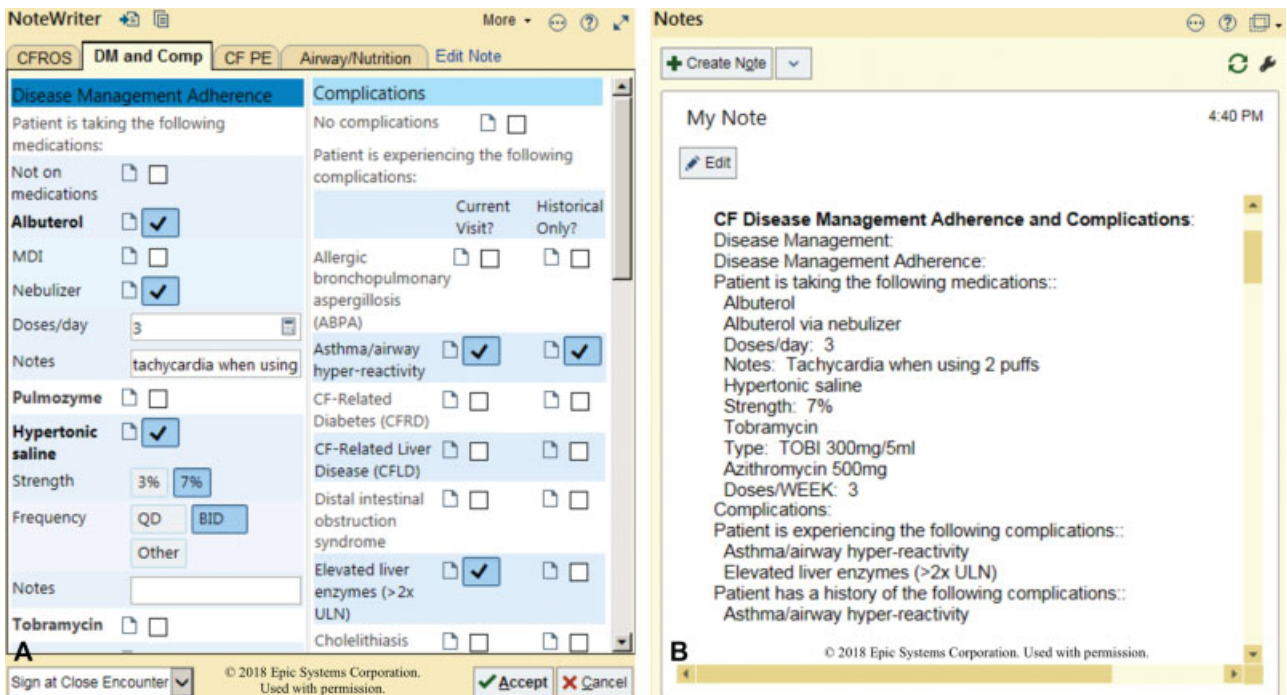 NoteWriter
More
CFROS
DM and Comp
CF PE
Airway/Nutrition
Edit Note
Disease Management Adherence
Patient is taking the following
medications:
Not on
medications
Albuterol
MDI
Nebulizer
Doses/day
3
Notes
tachycardia when using
Pulmozyme
Hypertonic
saline
Strength
3%
7%
Frequency
QD
BID
Other
Notes
Tobramycin
Complications
No complications
Patient is experiencing the following
complications:
Current
Visit?
Historical
Only?
Allergic
bronchopulmonary
aspergillosis
(ABPA)
Asthma/airway
hyper-reactivity
CF-Related
Diabetes (CFRD)
CF-Related Liver
Disease (CFLD)
Distal intestinal
obstruction
syndrome
Elevated liver
enzymes (>2x
ULN)
Cholelithiasis
A
Sign at Close Encounter
© 2018 Epic Systems Corporation.
Used with permission.
Accept
Cancel
Notes
Create Note
My Note
4:40 PM
Edit
CF Disease Management Adherence and Complications:
Disease Management:
Disease Management Adherence:
Patient is taking the following medications::
Albuterol
Albuterol via nebulizer
Doses/day: 3
Notes: Tachycardia when using 2 puffs
Hypertonic saline
Strength: 7%
Tobramycin
Type: TOBI 300mg/5ml
Azithromycin 500mg
Doses/WEEK: 3
Complications:
Patient is experiencing the following complications::
Asthma/airway hyper-reactivity
Elevated liver enzymes (>2x ULN)
Patient has a history of the following complications::
Asthma/airway hyper-reactivity
B
© 2018 Epic Systems Corporation. Used with permission.